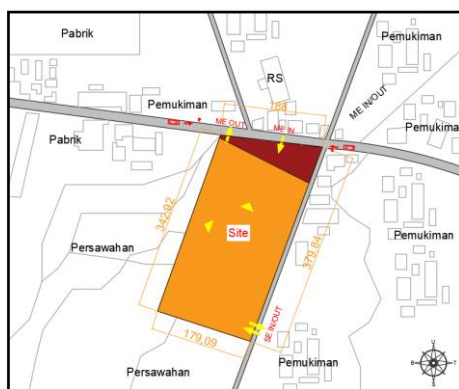 Pabrik
RS
Pemukiman
ME IN/OUT
Pemukiman
188
ME OUT
ME IN
Pemukiman
Pabrik
342.92
Site
379.84
Persawahan
Pemukiman
179.09
SE IN/OUT
Pemukiman
Persawahan
U
B
T
S